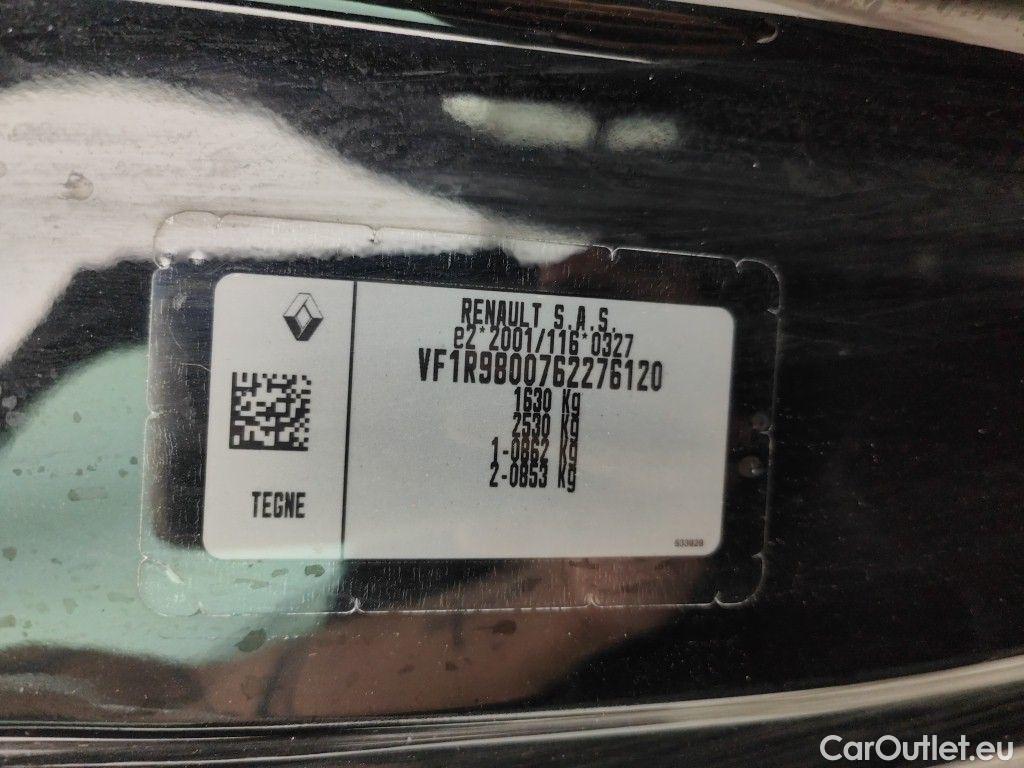 RENAULT S.A.S.
e2*2001/116*0327
VF1R9800762276120
1630 Kg
2530 Kg
1-0862 Kg
2-0853 Kg
TEGNE
533929
CarOutlet.eu